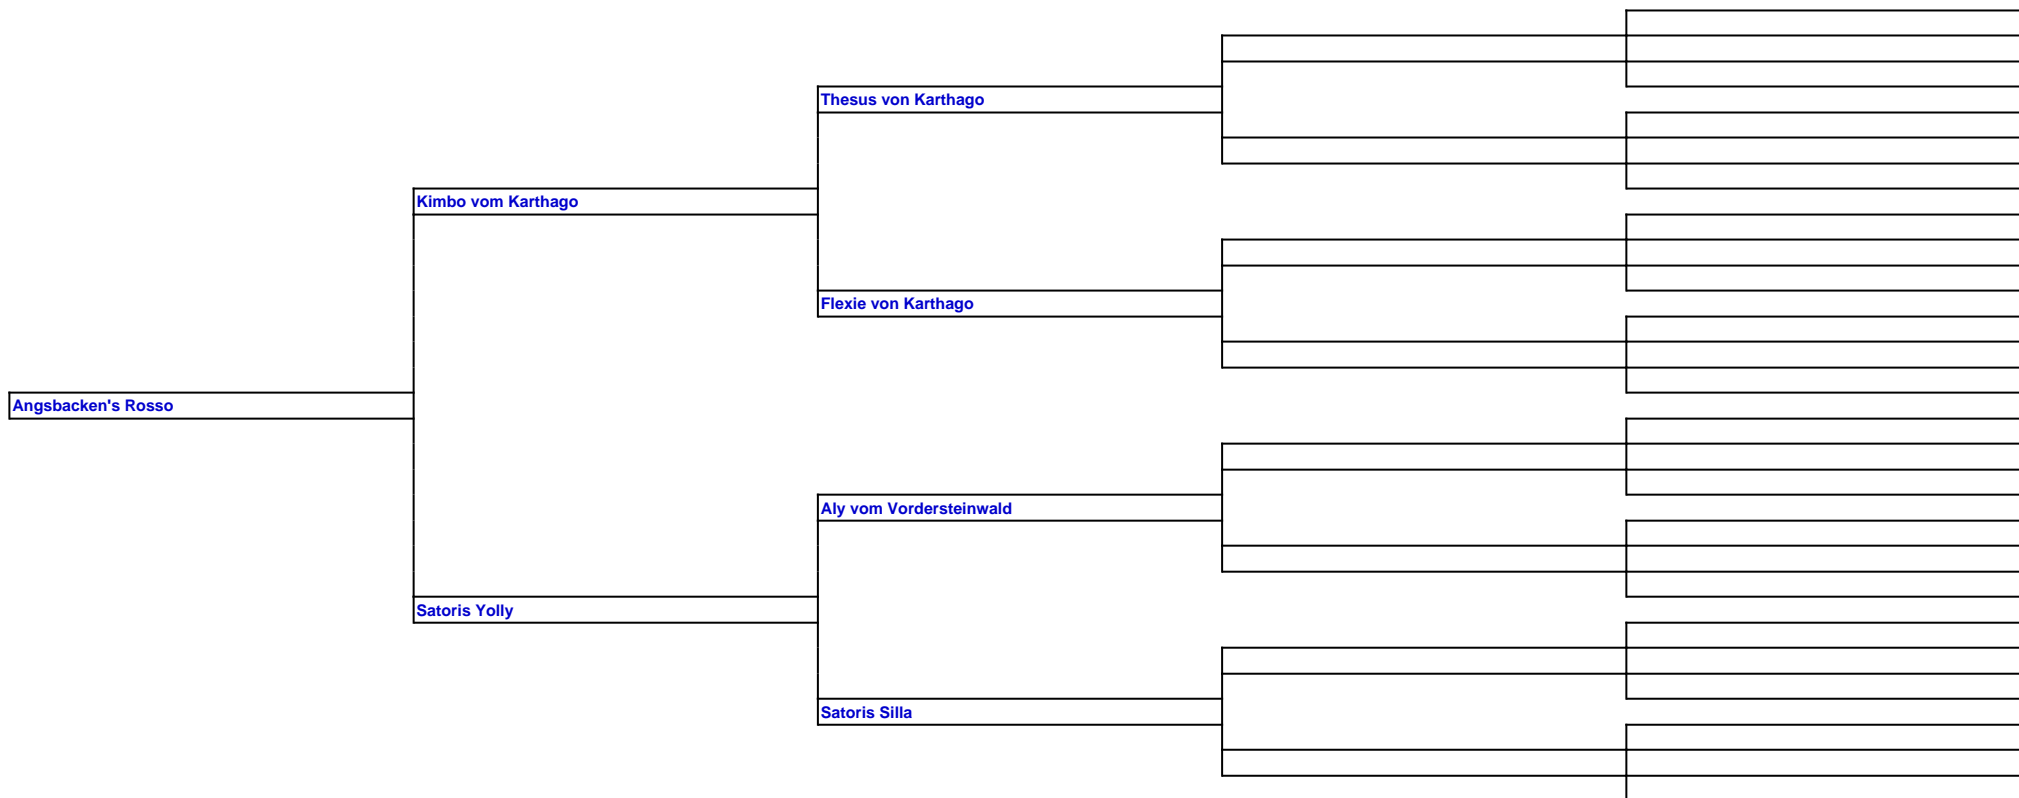 Thesus von Karthago
Kimbo vom Karthago
Flexie von Karthago
Angsbacken's Rosso
Aly vom Vordersteinwald
Satoris Yolly
Satoris Silla